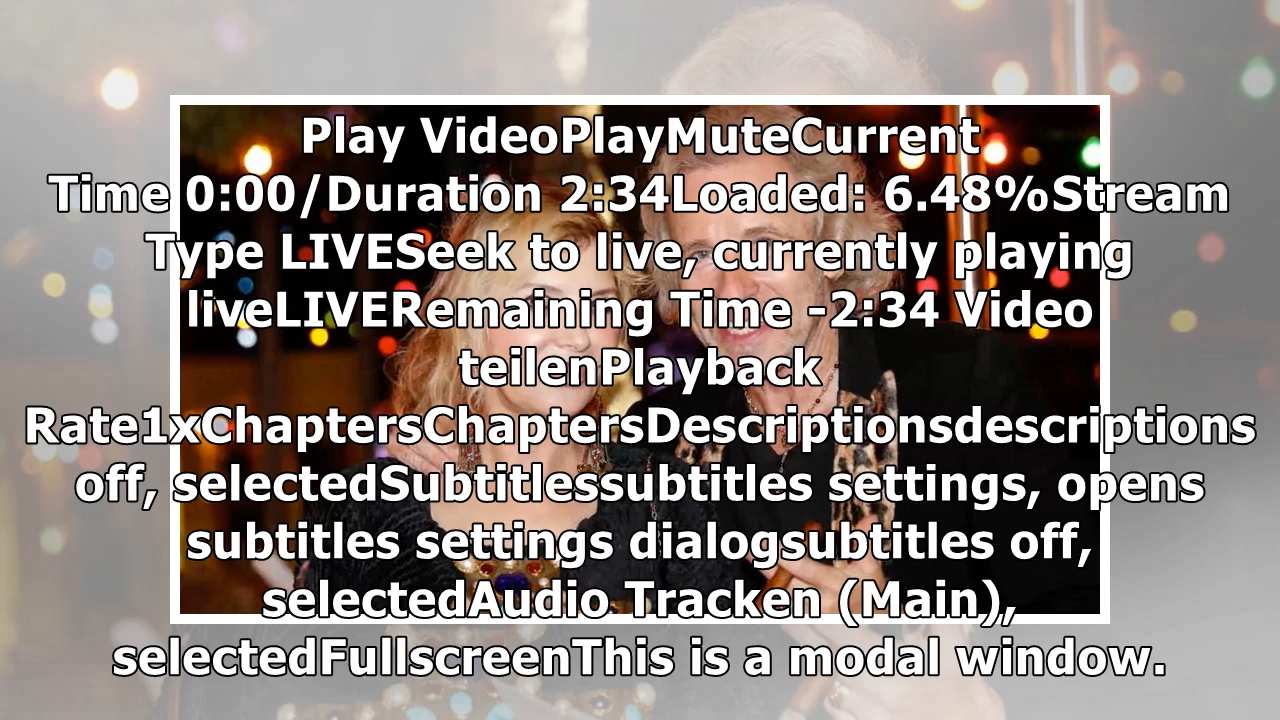 Play VideoPlayMuteCurrent
Time 0:00/Duration 2:34Loaded: 6.48%Stream
Type LIVESeek to live, currently playing
liveLIVERemaining Time -2:34 Video
teilenPlayback
Rate1xChaptersChaptersDescriptionsdescriptions
off, selectedSubtitlessubtitles settings, opens
subtitles settings dialogsubtitles off,
selectedAudio Tracken (Main),
selectedFullscreenThis is a modal window.